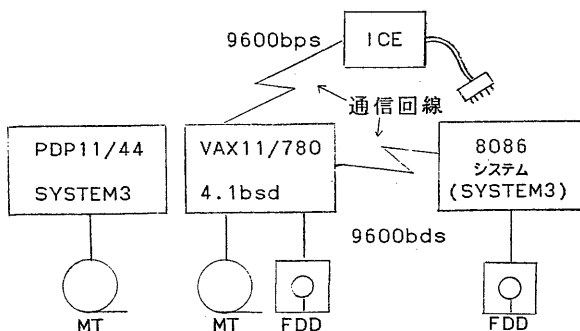 9600bps
ICE
通信回線
PDP11/44
SYSTEM3
VAX11/780
4.1bsd
8086
システム
(SYSTEM3)
9600bds
MT
MT
FDD
FDD